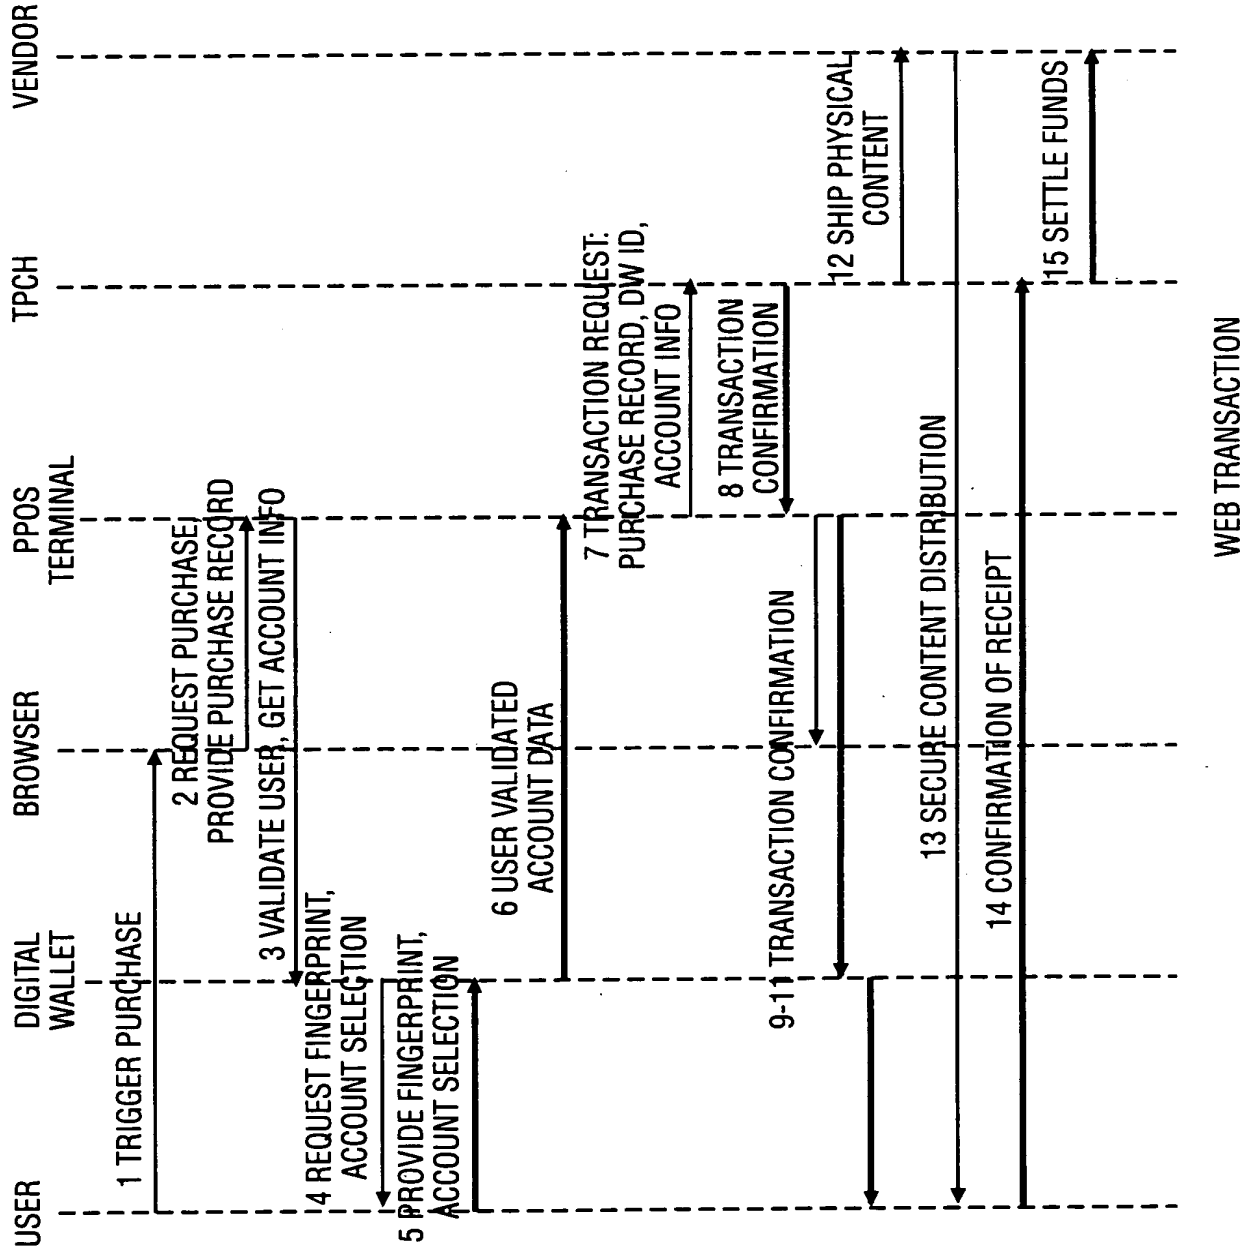 USER
DIGITAL
WALLET
BROWSER
PPOS
TERMINAL
TPCH
VENDOR
1 TRIGGER PURCHASE
2 REQUEST PURCHASE,
PROVIDE PURCHASE RECORD
3 VALIDATE USER, GET ACCOUNT INFO
4 REQUEST FINGERPRINT,
ACCOUNT SELECTION
5 PROVIDE FINGERPRINT,
ACCOUNT SELECTION
6 USER VALIDATED
ACCOUNT DATA
7 TRANSACTION REQUEST:
PURCHASE RECORD, DW ID,
ACCOUNT INFO
8 TRANSACTION
CONFIRMATION
9-11 TRANSACTION CONFIRMATION
12 SHIP PHYSICAL
CONTENT
13 SECURE CONTENT DISTRIBUTION
14 CONFIRMATION OF RECEIPT
15 SETTLE FUNDS
WEB TRANSACTION